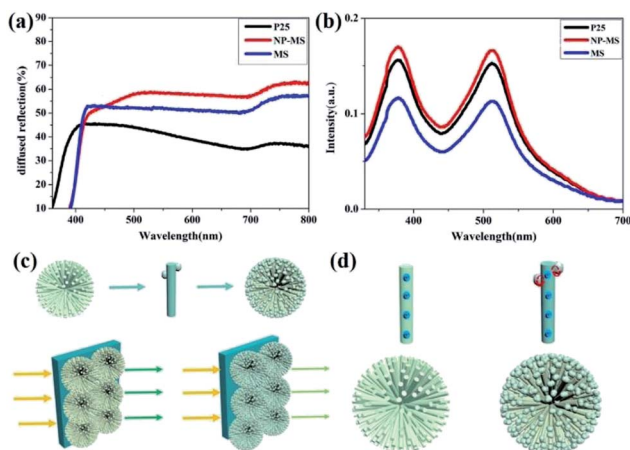 (a)
P25
NP-MS
MS
diffused reflection(%)
90
80
70
60
50
40
30
20
10
400
500
600
700
800
Wavelength(nm)
(b)
P25
NP-MS
MS
Intensity(a.u.)
0.2
0.1
0.0
400
500
600
700
Wavelength(nm)
(c)
(d)